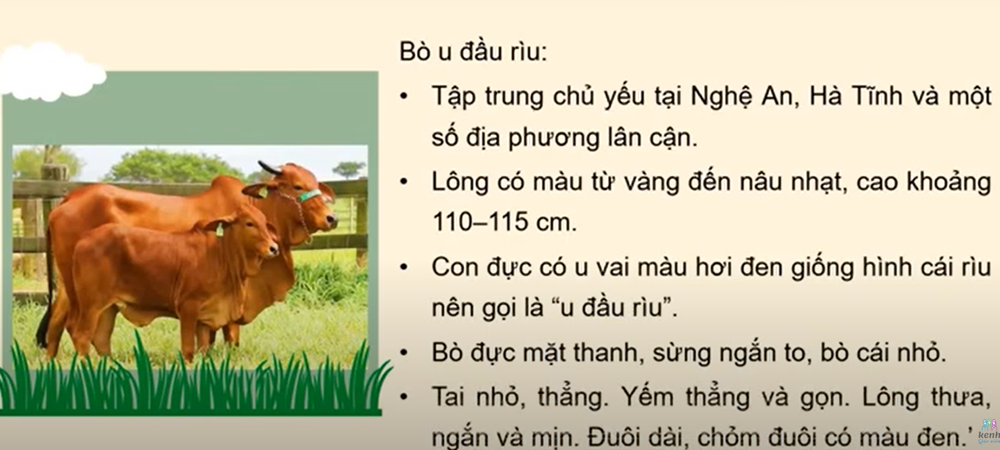 Bò u đầu rìu:
• Tập trung chủ yếu tại Nghệ An, Hà Tĩnh và một
số địa phương lân cận.
• Lông có màu từ vàng đến nâu nhạt, cao khoảng
110–115 cm.
• Con đực có u vai màu hơi đen giống hình cái rìu
nên gọi là “u đầu rìu”.
• Bò đực mặt thanh, sừng ngắn to, bò cái nhỏ.
• Tai nhỏ, thẳng. Yếm thẳng và gọn. Lông thưa,
ngắn và mịn. Đuôi dài, chỏm đuôi có màu đen.’
kenh
Giáo viên